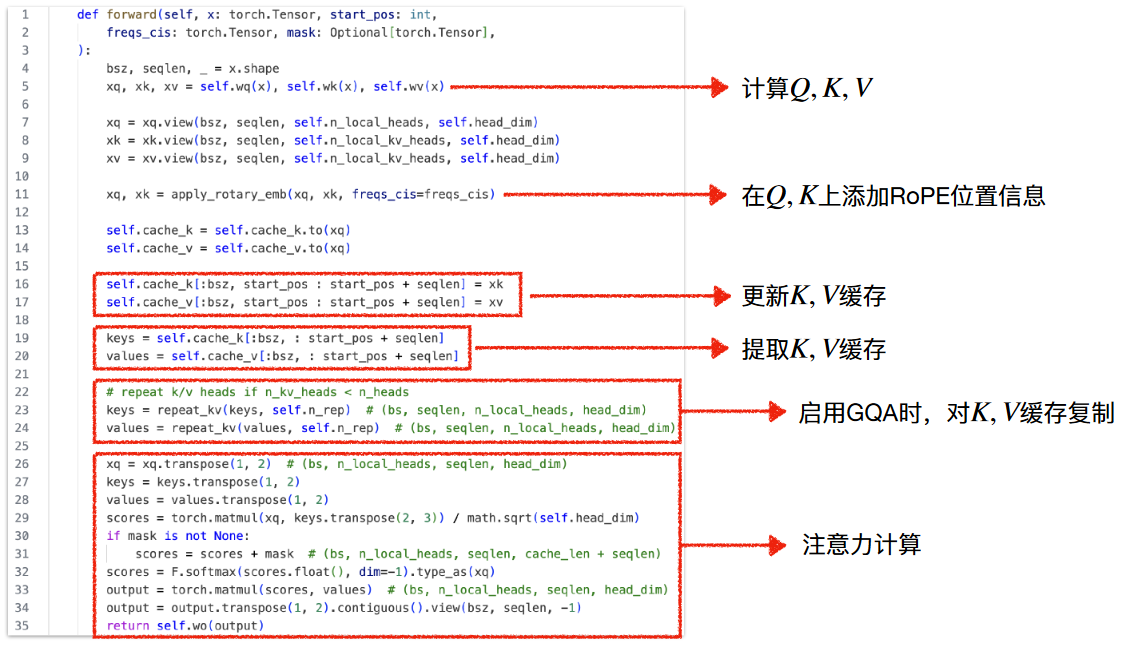 1 def forward(self, x: torch.Tensor, start_pos: int,
2 freqs_cis: torch.Tensor, mask: Optional[torch.Tensor],
3 ):
4 bsz, seqlen, _ = x.shape
5 xq, xk, xv = self.wq(x), self.wk(x), self.wv(x) 计算Q, K, V
6
7 xq = xq.view(bsz, seqlen, self.n_local_heads, self.head_dim)
8 xk = xk.view(bsz, seqlen, self.n_local_kv_heads, self.head_dim)
9 xv = xv.view(bsz, seqlen, self.n_local_kv_heads, self.head_dim)
10
11 xq, xk = apply_rotary_emb(xq, xk, freqs_cis=freqs_cis) 在Q, K上添加RoPE位置信息
12
13 self.cache_k = self.cache_k.to(xq)
14 self.cache_v = self.cache_v.to(xq)
15
16 self.cache_k[:bsz, start_pos : start_pos + seqlen] = xk
17 self.cache_v[:bsz, start_pos : start_pos + seqlen] = xv
更新K, V缓存
18
19 keys = self.cache_k[:bsz, : start_pos + seqlen]
20 values = self.cache_v[:bsz, : start_pos + seqlen]
提取K, V缓存
21
22 # repeat k/v heads if n_kv_heads < n_heads
23 keys = repeat_kv(keys, self.n_rep)  # (bs, seqlen, n_local_heads, head_dim)
24 values = repeat_kv(values, self.n_rep)  # (bs, seqlen, n_local_heads, head_dim)
启用GQA时，对K, V缓存复制
25
26 xq = xq.transpose(1, 2)  # (bs, n_local_heads, seqlen, head_dim)
27 keys = keys.transpose(1, 2)
28 values = values.transpose(1, 2)
29 scores = torch.matmul(xq, keys.transpose(2, 3)) / math.sqrt(self.head_dim)
30 if mask is not None:
31 scores = scores + mask  # (bs, n_local_heads, seqlen, cache_len + seqlen)
32 scores = F.softmax(scores.float(), dim=-1).type_as(xq)
33 output = torch.matmul(scores, values)  # (bs, n_local_heads, seqlen, head_dim)
34 output = output.transpose(1, 2).contiguous().view(bsz, seqlen, -1)
35 return self.wo(output)
注意力计算